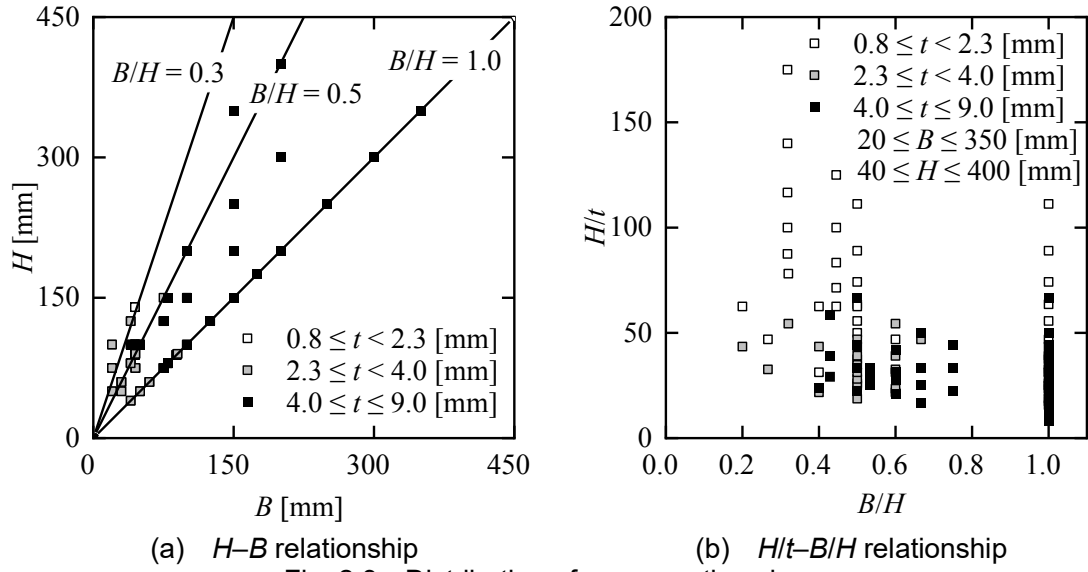 450
300
150
0
H [mm]
0
150
300
450
B [mm]
B/H = 0.3
B/H = 0.5
B/H = 1.0
0.8 ≤ t < 2.3 [mm]
2.3 ≤ t < 4.0 [mm]
4.0 ≤ t ≤ 9.0 [mm]
(a) H–B relationship
200
150
100
50
0
H/t
0.0
0.2
0.4
0.6
0.8
1.0
B/H
0.8 ≤ t < 2.3 [mm]
2.3 ≤ t < 4.0 [mm]
4.0 ≤ t ≤ 9.0 [mm]
20 ≤ B ≤ 350 [mm]
40 ≤ H ≤ 400 [mm]
(b) H/t–B/H relationship